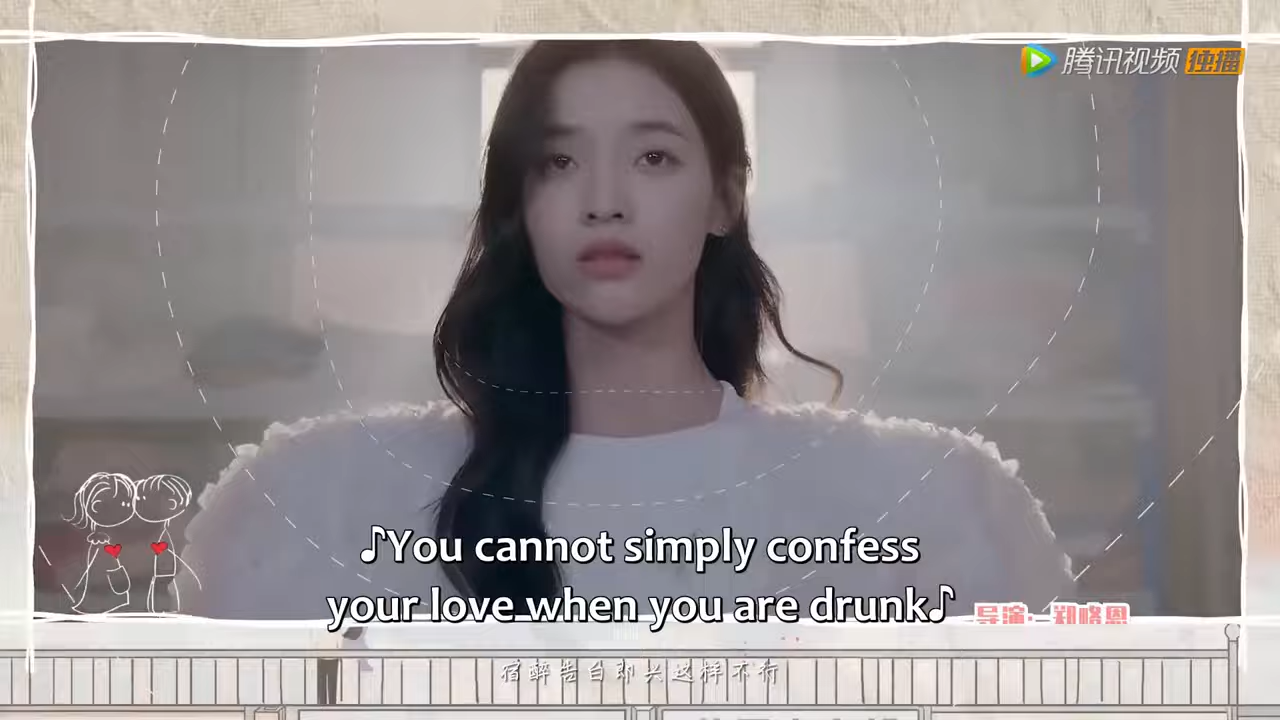 腾讯视频 独播
♪You cannot simply confess
your love when you are drunk♪
导演: 郑皓恩
宿醉告白即兴这样不行